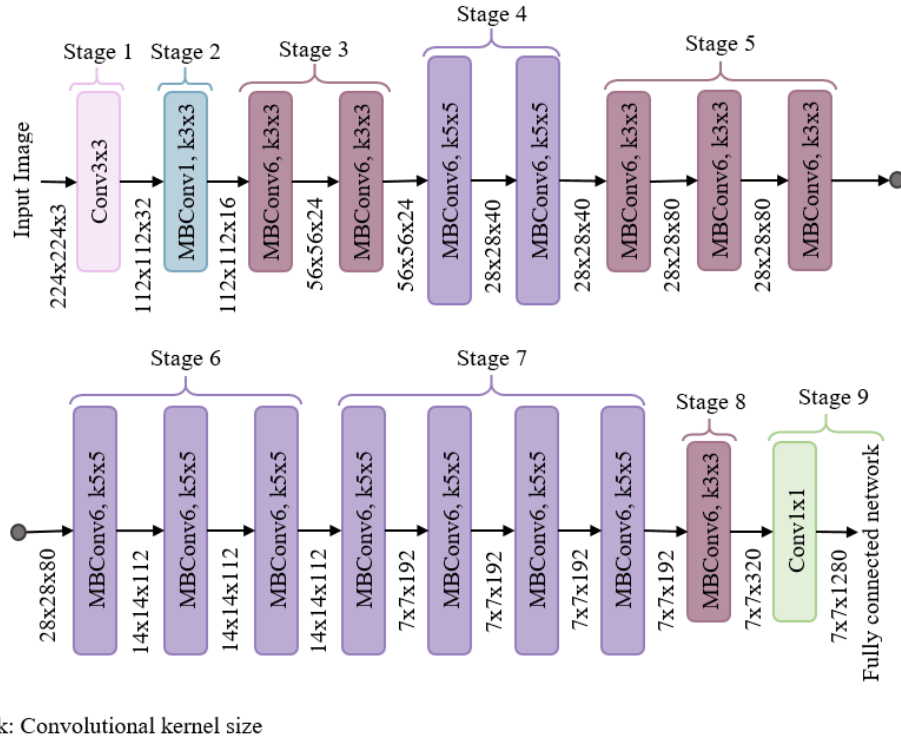 Stage 1
Stage 2
Stage 3
Stage 4
Stage 5
Input Image
224x224x3
Conv3x3
112x112x32
MBConv1, k3x3
112x112x16
MBConv6, k3x3
56x56x24
MBConv6, k3x3
56x56x24
MBConv6, k5x5
28x28x40
MBConv6, k5x5
28x28x40
MBConv6, k3x3
28x28x80
MBConv6, k3x3
28x28x80
MBConv6, k3x3
Stage 6
Stage 7
Stage 8
Stage 9
28x28x80
MBConv6, k5x5
14x14x112
MBConv6, k5x5
14x14x112
MBConv6, k5x5
14x14x112
MBConv6, k5x5
7x7x192
MBConv6, k5x5
7x7x192
MBConv6, k5x5
7x7x192
MBConv6, k5x5
7x7x192
MBConv6, k3x3
7x7x320
Conv1x1
7x7x1280
Fully connected network
k: Convolutional kernel size